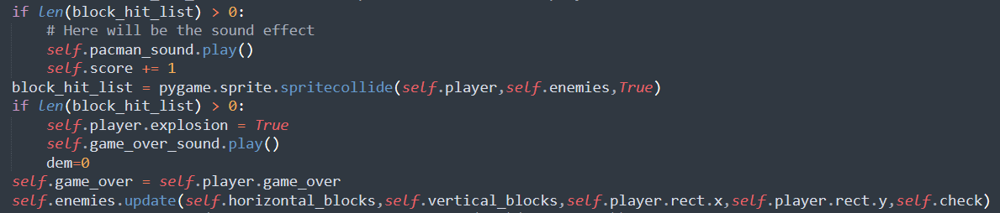 if len(block_hit_list) > 0:
    # Here will be the sound effect
    self.pacman_sound.play()
    self.score += 1
block_hit_list = pygame.sprite.spritecollide(self.player,self.enemies,True)
if len(block_hit_list) > 0:
    self.player.explosion = True
    self.game_over_sound.play()
    dem=0
self.game_over = self.player.game_over
self.enemies.update(self.horizontal_blocks,self.vertical_blocks,self.player.rect.x,self.player.rect.y,self.check)